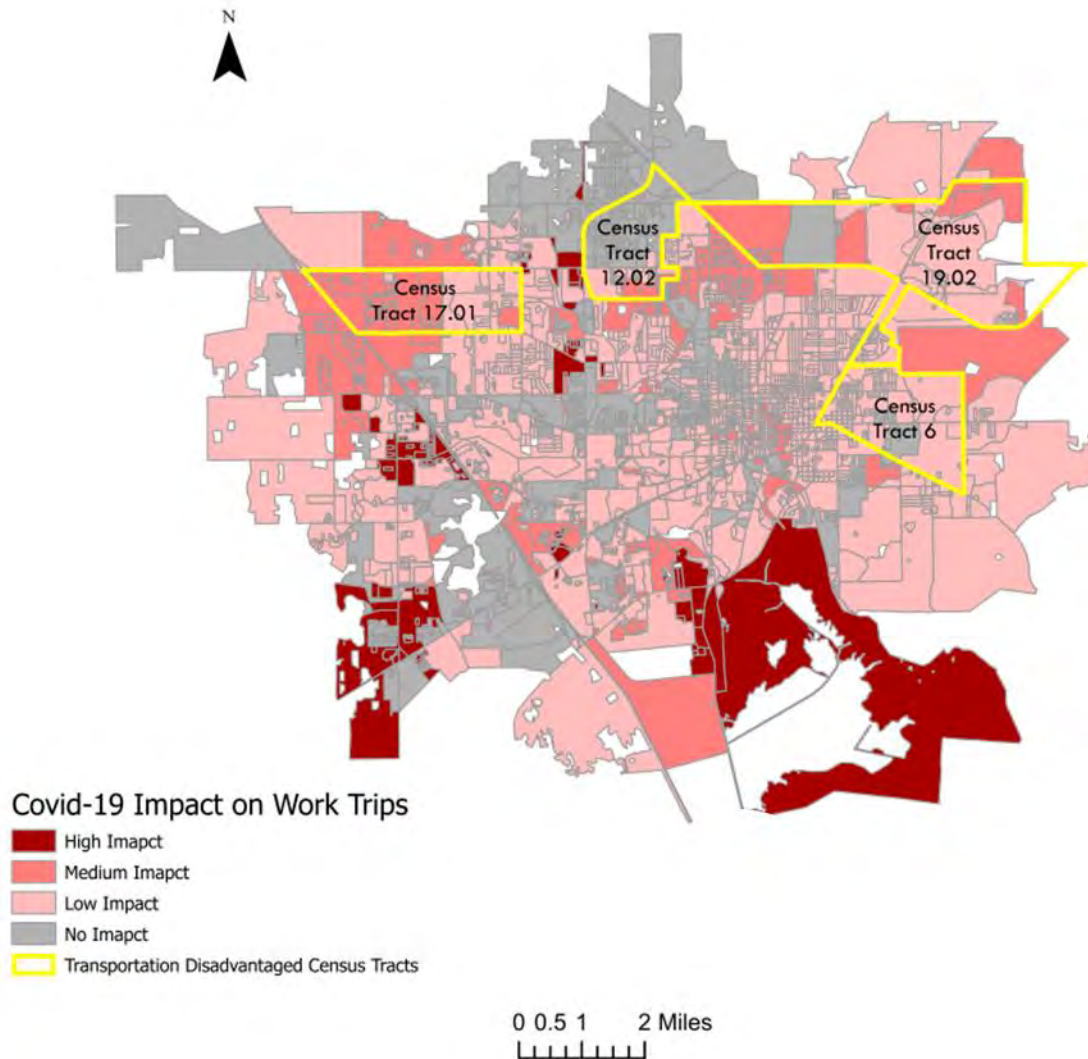 N
Census
Tract
12.02
Census
Tract
19.02
Census
Tract 17.01
Census
Tract 6
Covid-19 Impact on Work Trips
High Imapct
Medium Imapct
Low Impact
No Imapct
Transportation Disadvantaged Census Tracts
0 0.5 1 2 Miles